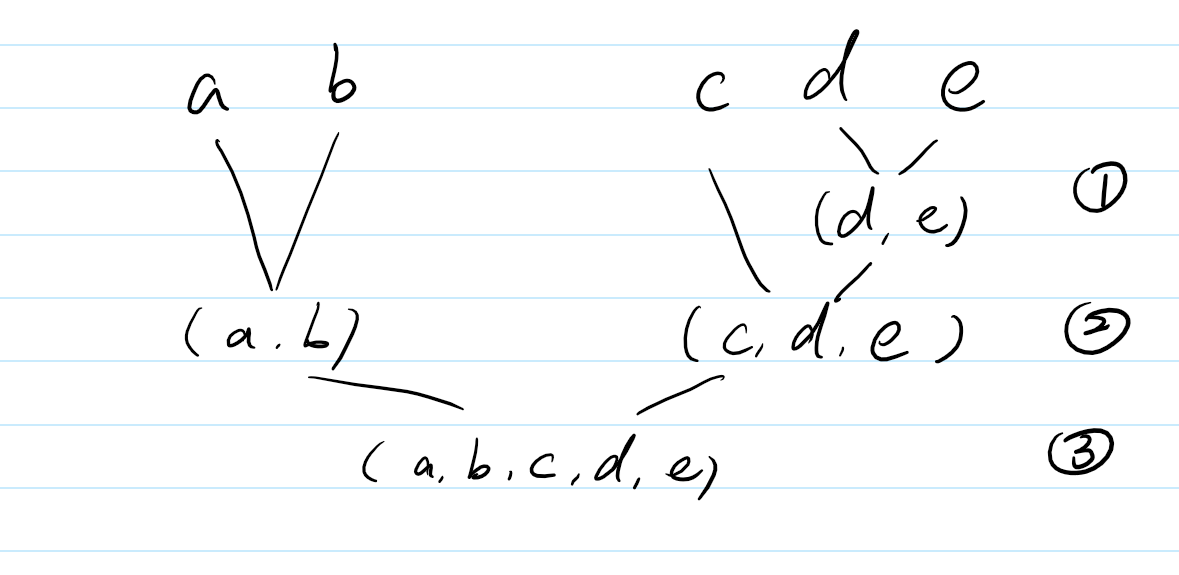 a b c d e
(d, e) ①
(a. b) (c, d, e) ②
(a, b, c, d, e) ③